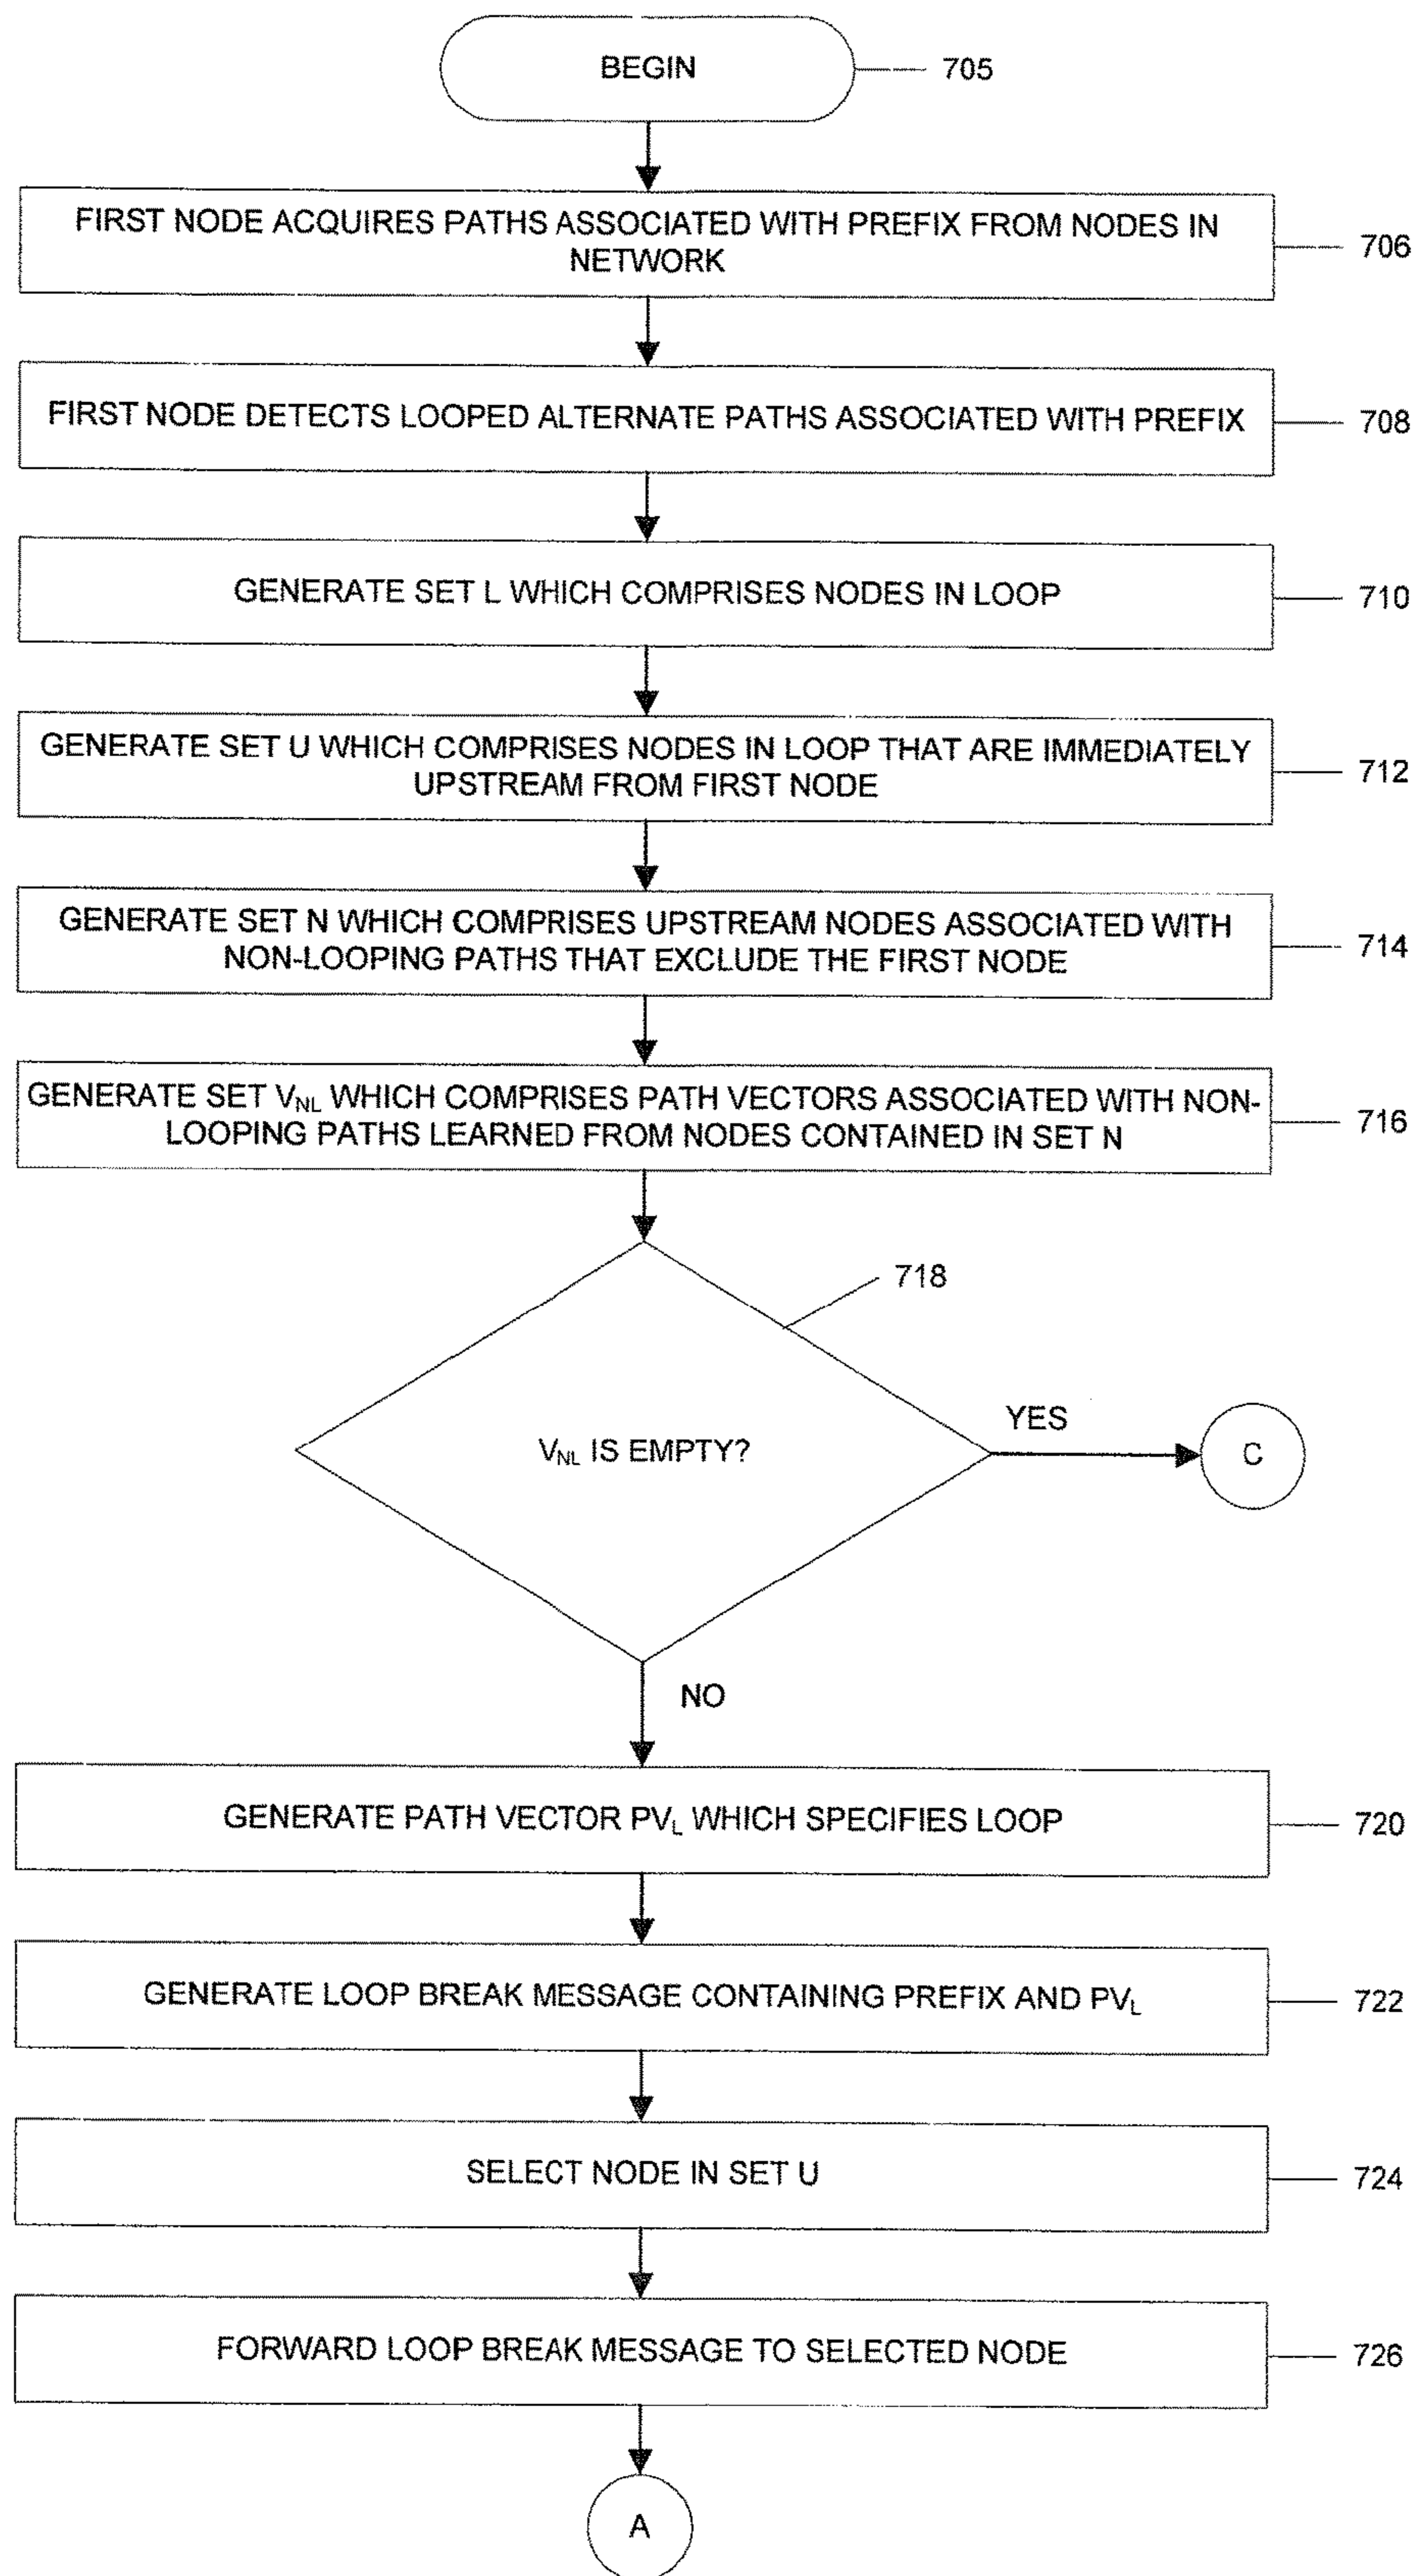 BEGIN
705
FIRST NODE ACQUIRES PATHS ASSOCIATED WITH PREFIX FROM NODES IN
NETWORK
706
FIRST NODE DETECTS LOOPED ALTERNATE PATHS ASSOCIATED WITH PREFIX
708
GENERATE SET L WHICH COMPRISES NODES IN LOOP
710
GENERATE SET U WHICH COMPRISES NODES IN LOOP THAT ARE IMMEDIATELY
UPSTREAM FROM FIRST NODE
712
GENERATE SET N WHICH COMPRISES UPSTREAM NODES ASSOCIATED WITH
NON-LOOPING PATHS THAT EXCLUDE THE FIRST NODE
714
GENERATE SET VNL WHICH COMPRISES PATH VECTORS ASSOCIATED WITH NON-
LOOPING PATHS LEARNED FROM NODES CONTAINED IN SET N
716
718
VNL IS EMPTY?
YES
C
NO
GENERATE PATH VECTOR PVL WHICH SPECIFIES LOOP
720
GENERATE LOOP BREAK MESSAGE CONTAINING PREFIX AND PVL
722
SELECT NODE IN SET U
724
FORWARD LOOP BREAK MESSAGE TO SELECTED NODE
726
A